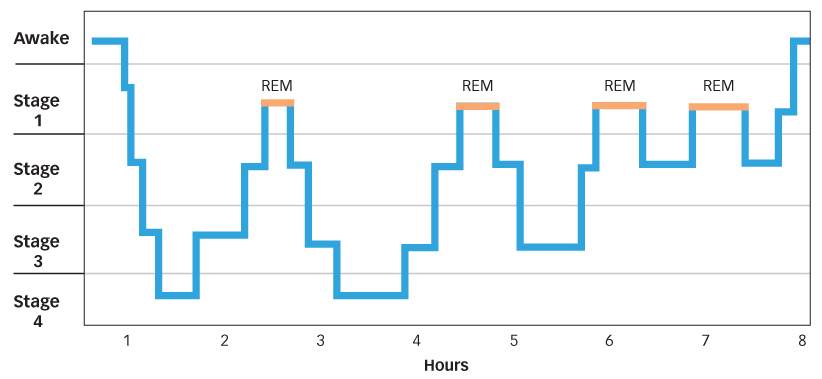 Awake
Stage
1
Stage
2
Stage
3
Stage
4
REM
REM
REM
REM
1 2 3 4 5 6 7 8
Hours